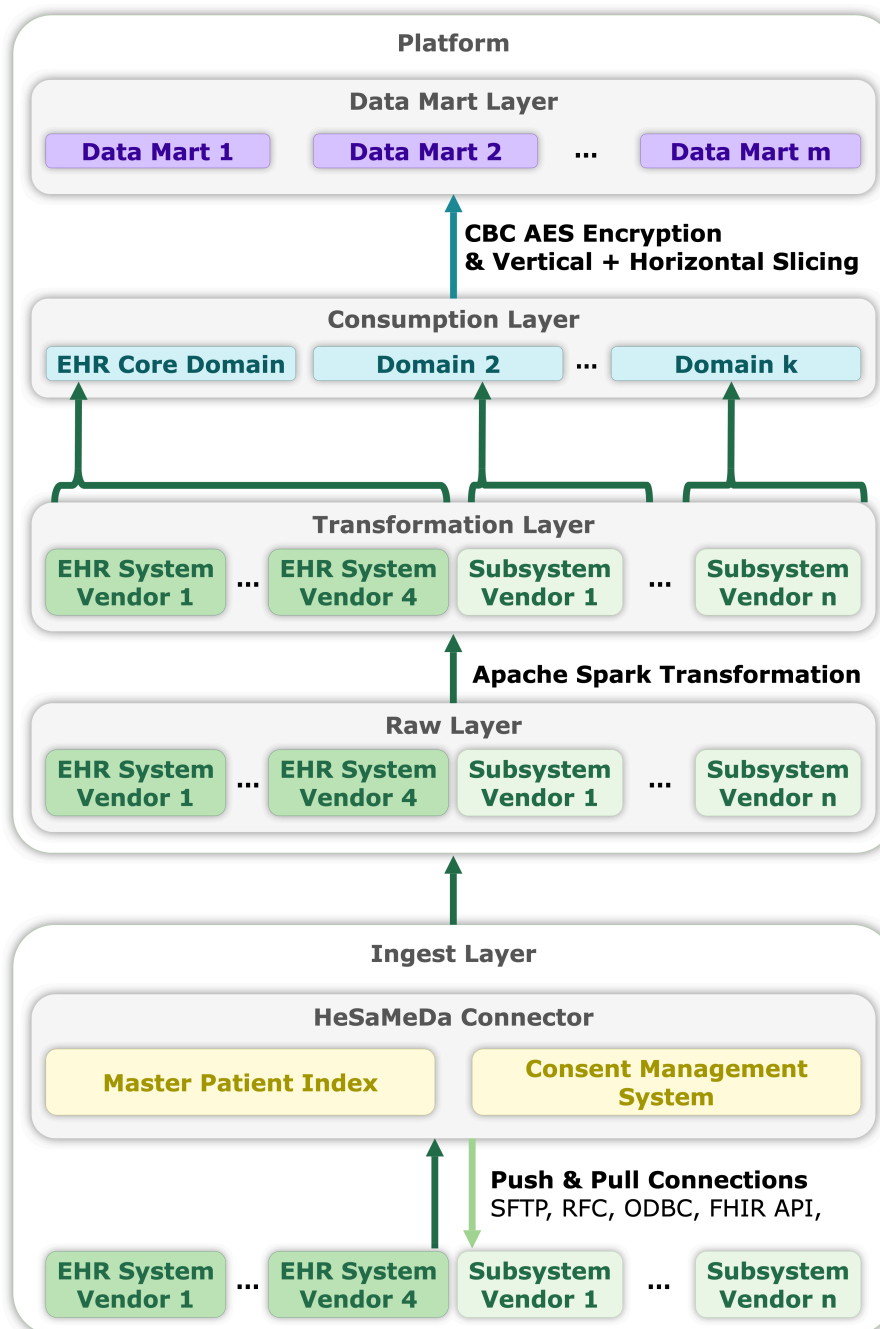 Platform
Data Mart Layer
Data Mart 1
Data Mart 2
...
Data Mart m
CBC AES Encryption
& Vertical + Horizontal Slicing
Consumption Layer
EHR Core Domain
Domain 2
...
Domain k
Transformation Layer
EHR System
Vendor 1
...
EHR System
Vendor 4
Subsystem
Vendor 1
...
Subsystem
Vendor n
Apache Spark Transformation
Raw Layer
EHR System
Vendor 1
...
EHR System
Vendor 4
Subsystem
Vendor 1
...
Subsystem
Vendor n
Ingest Layer
HeSaMeDa Connector
Master Patient Index
Consent Management
System
Push & Pull Connections
SFTP, RFC, ODBC, FHIR API,
EHR System
Vendor 1
...
EHR System
Vendor 4
Subsystem
Vendor 1
...
Subsystem
Vendor n